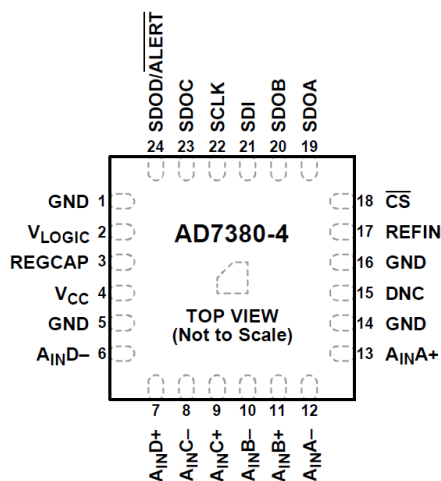 SDOD/ALERT
SDOC
SCLK
SDI
SDOB
SDOA
24 23 22 21 20 19
GND 1
VLOGIC 2
REGCAP 3
VCC 4
GND 5
AIND– 6
AD7380-4
TOP VIEW
(Not to Scale)
18 CS
17 REFIN
16 GND
15 DNC
14 GND
13 AINA+
7 8 9 10 11 12
AIND+
AINC–
AINC+
AINB–
AINB+
AINA–